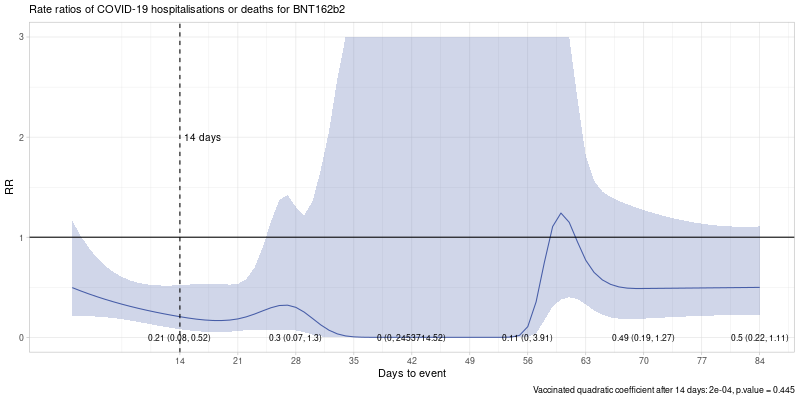 Rate ratios of COVID-19 hospitalisations or deaths for BNT162b2
3
2
14 days
RR
1
0
0.21 (0.08, 0.52)
0.3 (0.07, 1.3)
0 (0, 2453714.52)
0.11 (0, 3.91)
0.49 (0.19, 1.27)
0.5 (0.22, 1.11)
14 21 28 35 42 49 56 63 70 77 84
Days to event
Vaccinated quadratic coefficient after 14 days: 2e-04, p.value = 0.445